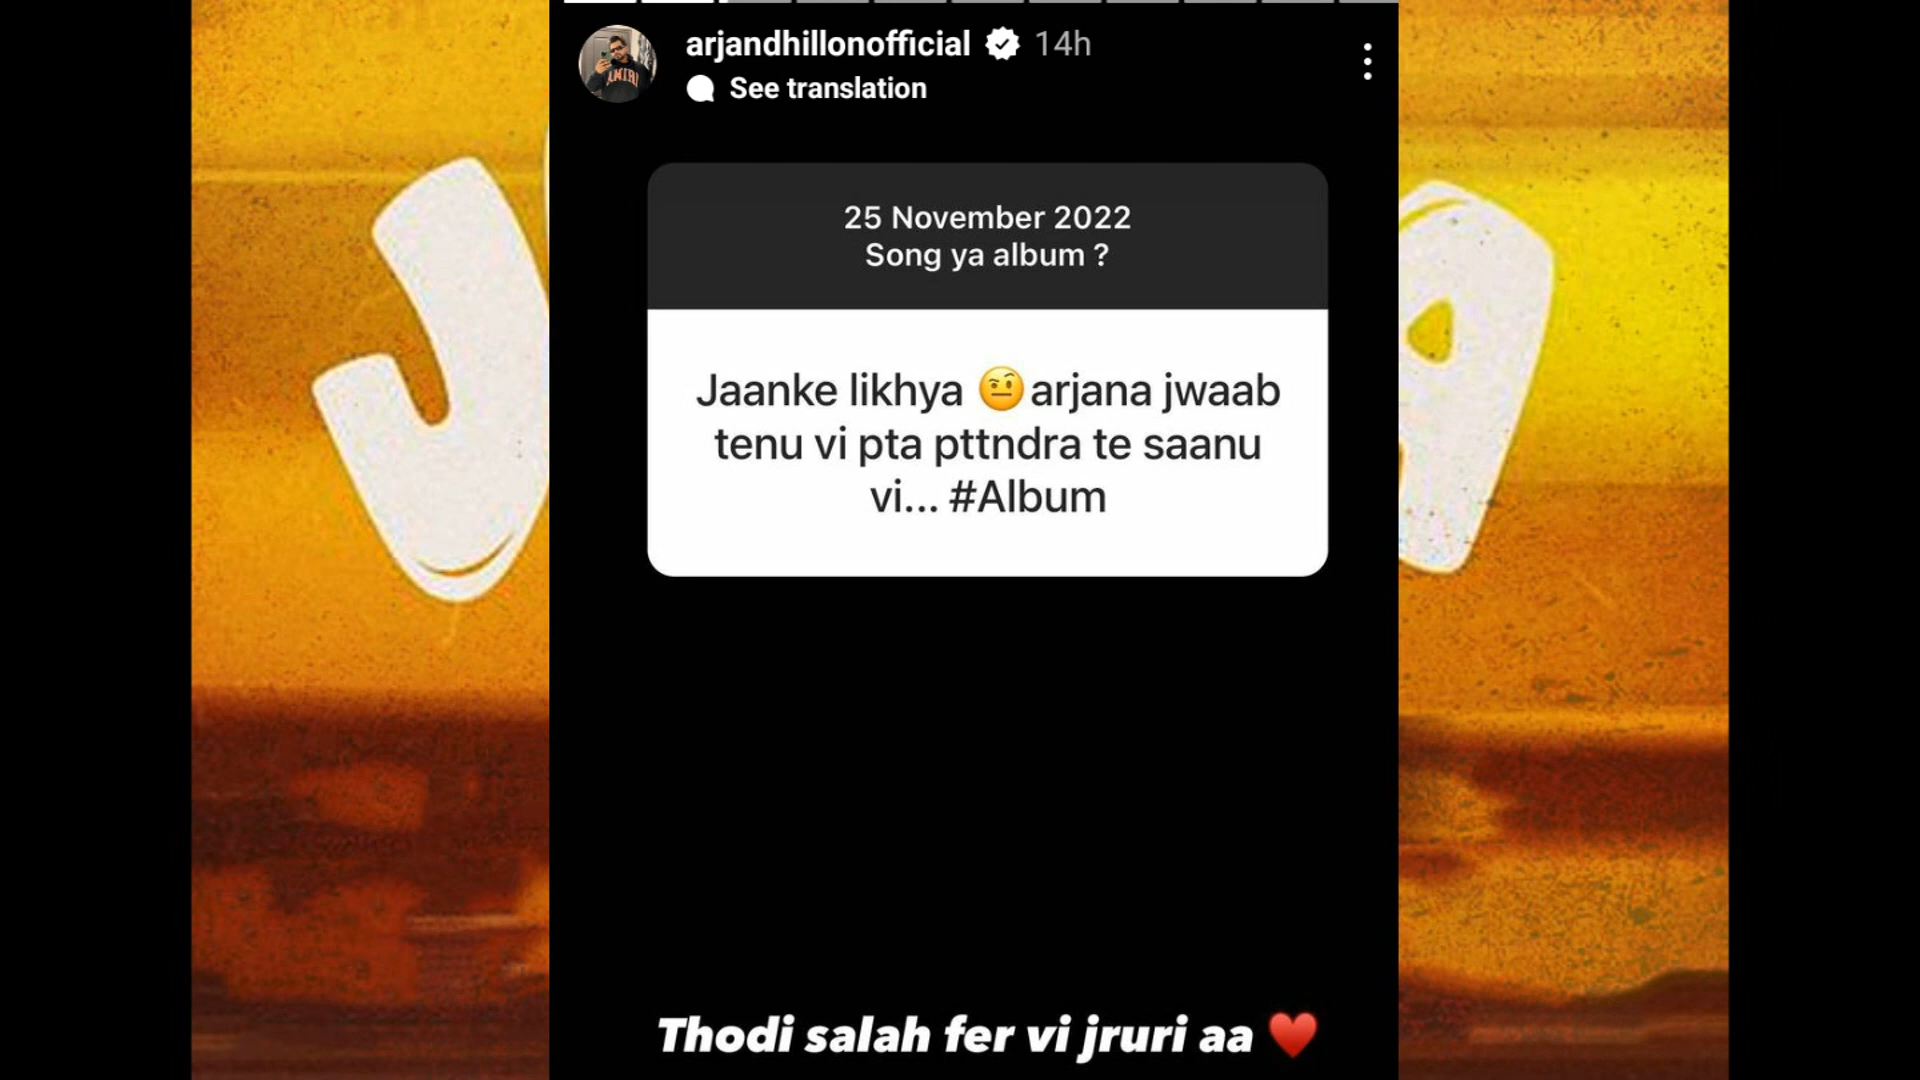 arjandhillonofficial 14h
See translation
25 November 2022
Song ya album ?
Jaanke likhya 🤨arjana jwaab
tenu vi pta pttndra te saanu
vi... #Album
Thodi salah fer vi jruri aa ❤️
J
A